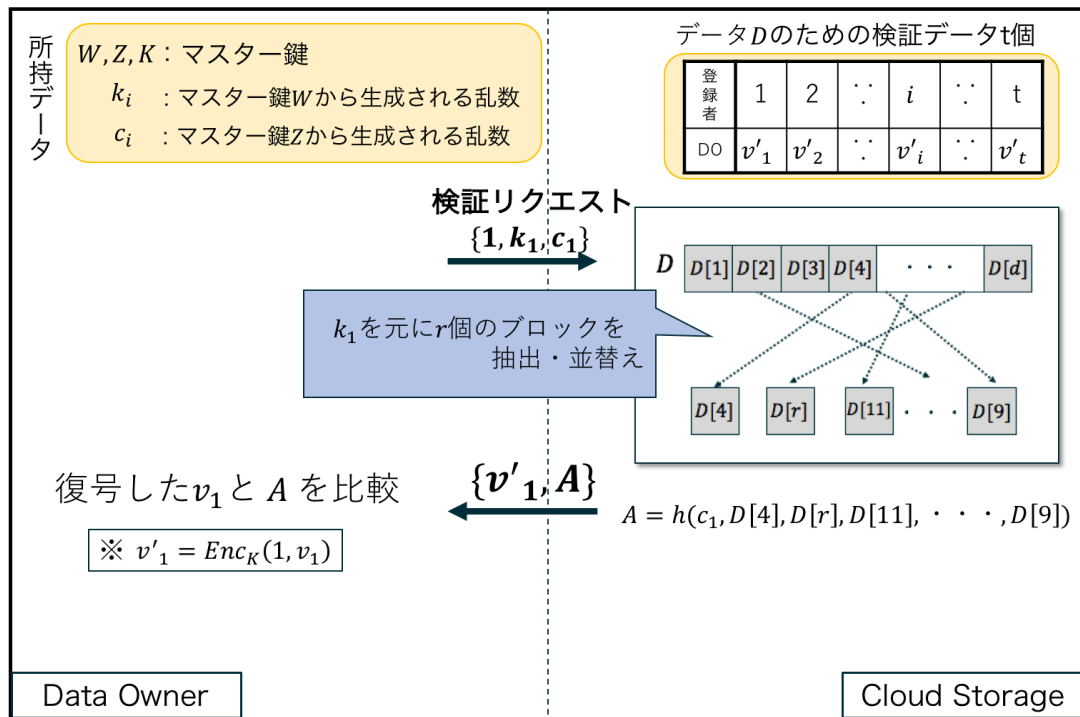 所持データ
W, Z, K : マスター鍵
k_i : マスター鍵Wから生成される乱数
c_i : マスター鍵Zから生成される乱数
データDのための検証データt個
登録者 1 2 ⋯ i ⋯ t
DO v'_1 v'_2 ⋯ v'_i ⋯ v'_t
検証リクエスト
{1, k_1, c_1}
D D[1] D[2] D[3] D[4] ・・・ D[d]
k_1を元にr個のブロックを
抽出・並替え
D[4] D[r] D[11] ・・・ D[9]
{v'_1, A}
復号したv_1と A を比較
A = h(c_1, D[4], D[r], D[11], ・・・, D[9])
※ v'_1 = Enc_K(1, v_1)
Data Owner
Cloud Storage